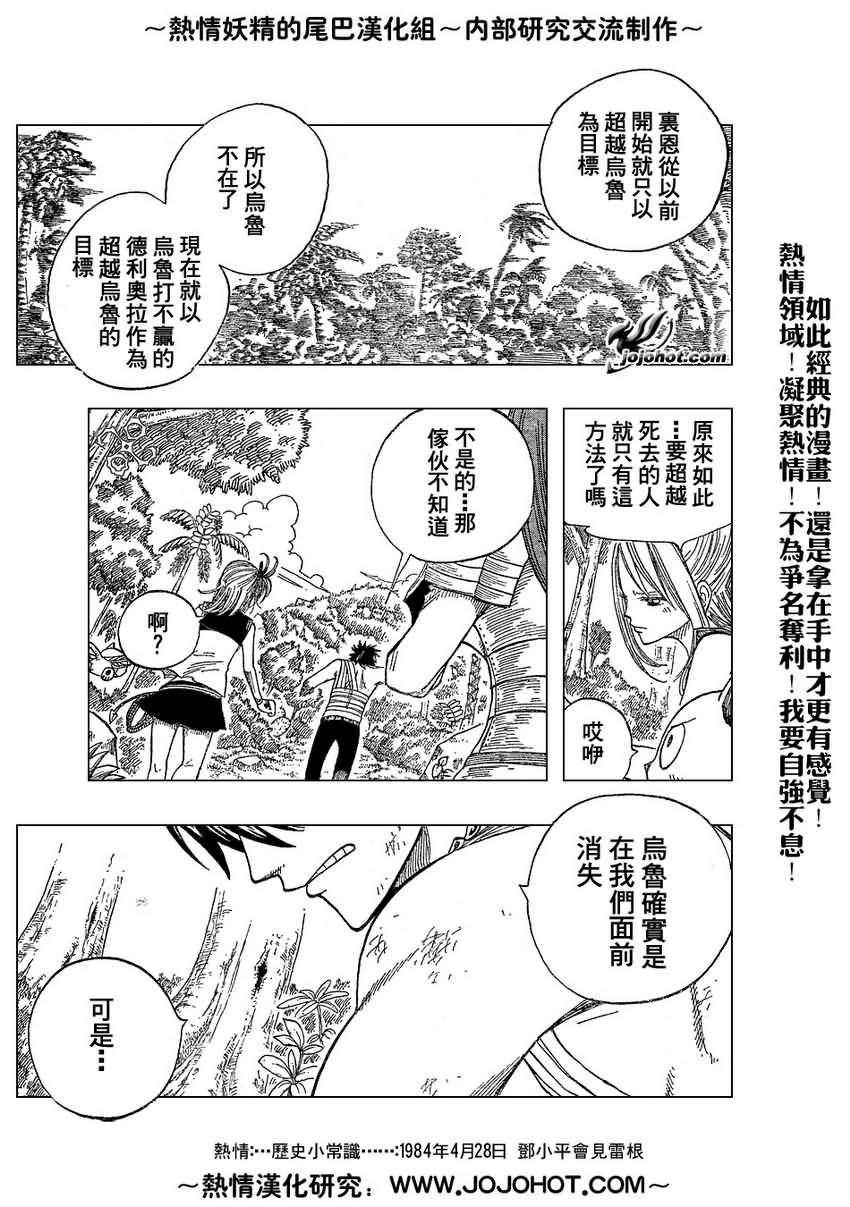 ～熱情妖精的尾巴漢化組～内部研究交流制作～
裏恩從以前
開始就只以
超越烏魯
為目標
所以烏魯
不在了
現在就以
烏魯打不贏的
德利奧拉作為
超越烏魯的
目標
jojohot.com
原來如此
…要超越
死去的人
就只有這
方法了嗎
哎咿
不是的…那
傢伙不知道
啊？
烏魯確實是
在我們面前
消失
可是…
如此經典的漫畫！還是拿在手中才更有感覺！
熱情領域！凝聚熱情！不為爭名奪利！我要自強不息！
熱情:…歷史小常識……:1984年4月28日 鄧小平會見雷根
～熱情漢化研究：WWW.JOJOHOT.COM～